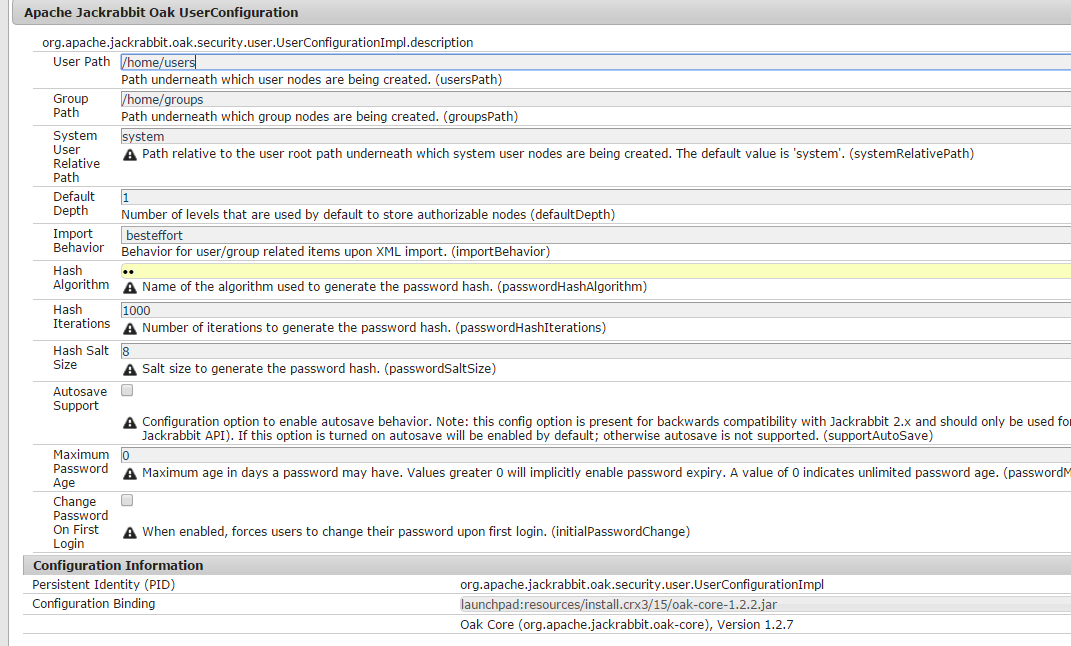 Apache Jackrabbit Oak UserConfiguration
org.apache.jackrabbit.oak.security.user.UserConfigurationImpl.description
User Path
/home/users
Path underneath which user nodes are being created. (usersPath)
Group
Path
/home/groups
Path underneath which group nodes are being created. (groupsPath)
System
User
Relative
Path
system
Path relative to the user root path underneath which system user nodes are being created. The default value is 'system'. (systemRelativePath)
Default
Depth
1
Number of levels that are used by default to store authorizable nodes (defaultDepth)
Import
Behavior
besteffort
Behavior for user/group related items upon XML import. (importBehavior)
Hash
Algorithm
••
Name of the algorithm used to generate the password hash. (passwordHashAlgorithm)
Hash
Iterations
1000
Number of iterations to generate the password hash. (passwordHashIterations)
Hash Salt
Size
8
Salt size to generate the password hash. (passwordSaltSize)
Autosave
Support
Configuration option to enable autosave behavior. Note: this config option is present for backwards compatibility with Jackrabbit 2.x and should only be used for
Jackrabbit API). If this option is turned on autosave will be enabled by default; otherwise autosave is not supported. (supportAutoSave)
Maximum
Password
Age
0
Maximum age in days a password may have. Values greater 0 will implicitly enable password expiry. A value of 0 indicates unlimited password age. (passwordM
Change
Password
On First
Login
When enabled, forces users to change their password upon first login. (initialPasswordChange)
Configuration Information
Persistent Identity (PID) org.apache.jackrabbit.oak.security.user.UserConfigurationImpl
Configuration Binding launchpad:resources/install.crx3/15/oak-core-1.2.2.jar
Oak Core (org.apache.jackrabbit.oak-core), Version 1.2.7